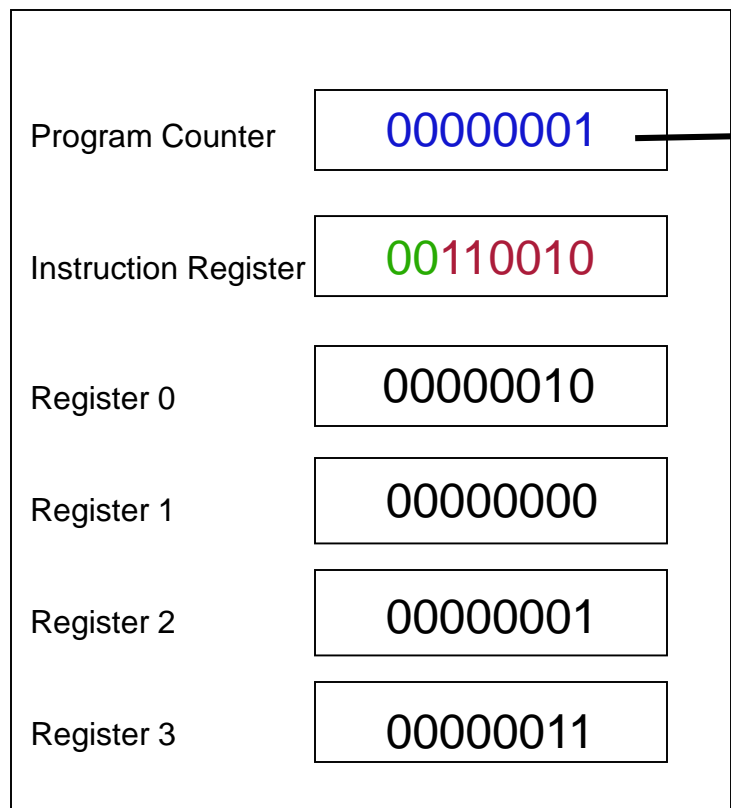 Program Counter 00000001
Instruction Register 00110010
Register 0 00000010
Register 1 00000000
Register 2 00000001
Register 3 00000011